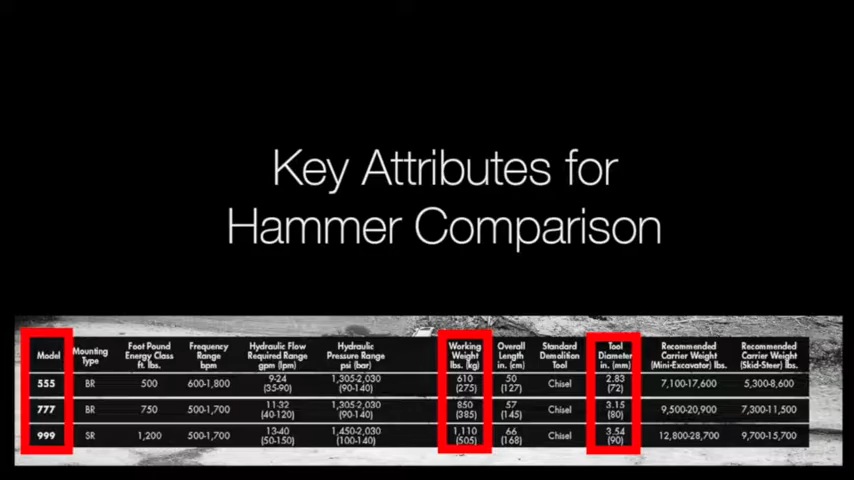 Key Attributes for
Hammer Comparison
Model Mounting Type Foot Pound Energy Class ft. lbs. Frequency Range bpm Hydraulic Flow Required Range gpm (lpm) Hydraulic Pressure Range psi (bar) Working Weight lbs. (kg) Overall Length in. (cm) Standard Demolition Tool Tool Diameter in. (mm) Recommended Carrier Weight (Mini-Excavator) lbs. Recommended Carrier Weight (Skid-Steer) lbs.
555 BR 500 600-1,800 9-24 (35-90) 1,305-2,030 (90-140) 610 (275) 50 (127) Chisel 2.83 (72) 7,100-17,600 5,300-8,600
777 BR 750 500-1,700 11-32 (40-120) 1,305-2,030 (90-140) 850 (385) 57 (145) Chisel 3.15 (80) 9,500-20,900 7,300-11,500
999 SR 1,200 500-1,700 13-40 (50-150) 1,450-2,030 (100-140) 1,110 (505) 66 (168) Chisel 3.54 (90) 12,800-28,700 9,700-15,700